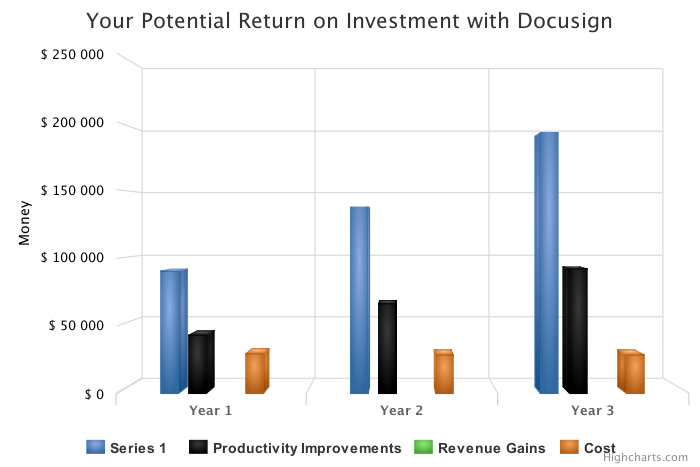 Your Potential Return on Investment with Docusign
Money
$ 250 000
$ 200 000
$ 150 000
$ 100 000
$ 50 000
$ 0
Year 1 Year 2 Year 3
Series 1 Productivity Improvements Revenue Gains Cost
Highcharts.com